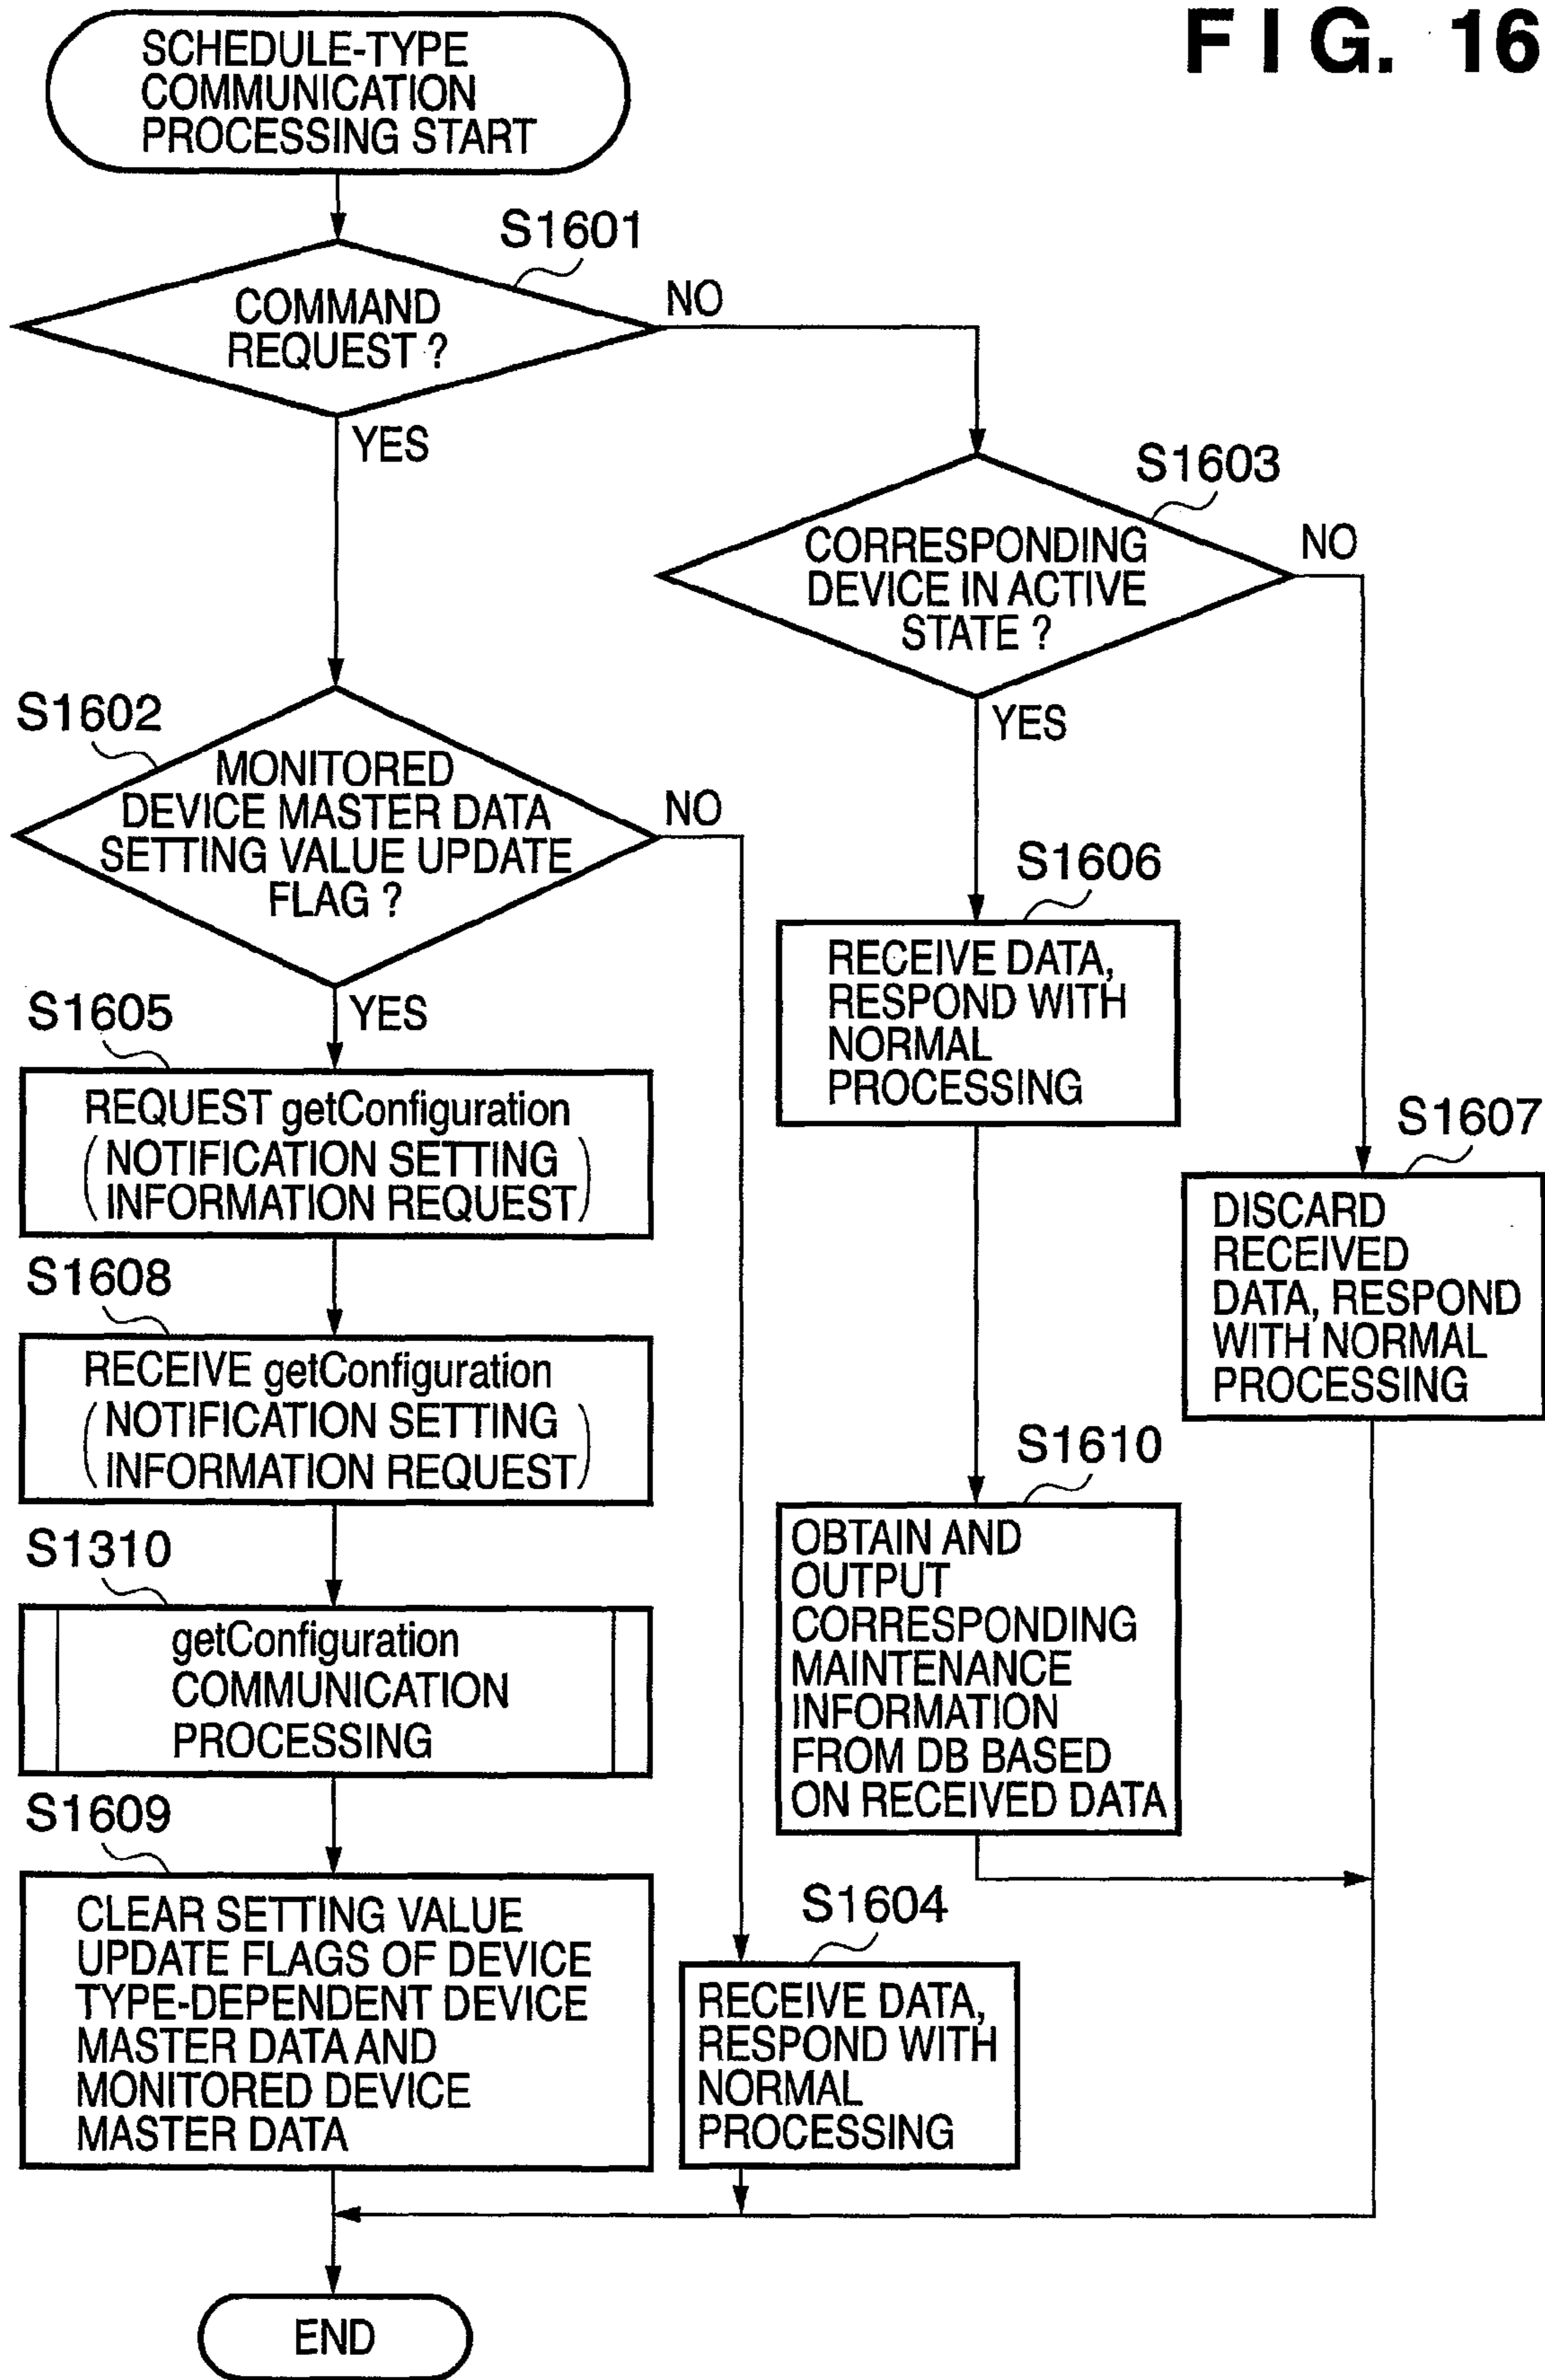 FIG. 16
SCHEDULE-TYPE
COMMUNICATION
PROCESSING START
S1601
COMMAND
REQUEST ?
NO
YES
S1603
CORRESPONDING
DEVICE IN ACTIVE
STATE ?
NO
YES
S1602
MONITORED
DEVICE MASTER DATA
SETTING VALUE UPDATE
FLAG ?
NO
YES
S1606
RECEIVE DATA,
RESPOND WITH
NORMAL
PROCESSING
S1605
REQUEST getConfiguration
(NOTIFICATION SETTING
INFORMATION REQUEST)
S1607
DISCARD
RECEIVED
DATA, RESPOND
WITH NORMAL
PROCESSING
S1608
RECEIVE getConfiguration
(NOTIFICATION SETTING
INFORMATION REQUEST)
S1610
OBTAIN AND
OUTPUT
CORRESPONDING
MAINTENANCE
INFORMATION
FROM DB BASED
ON RECEIVED DATA
S1310
getConfiguration
COMMUNICATION
PROCESSING
S1609
CLEAR SETTING VALUE
UPDATE FLAGS OF DEVICE
TYPE-DEPENDENT DEVICE
MASTER DATA AND
MONITORED DEVICE
MASTER DATA
S1604
RECEIVE DATA,
RESPOND WITH
NORMAL
PROCESSING
END